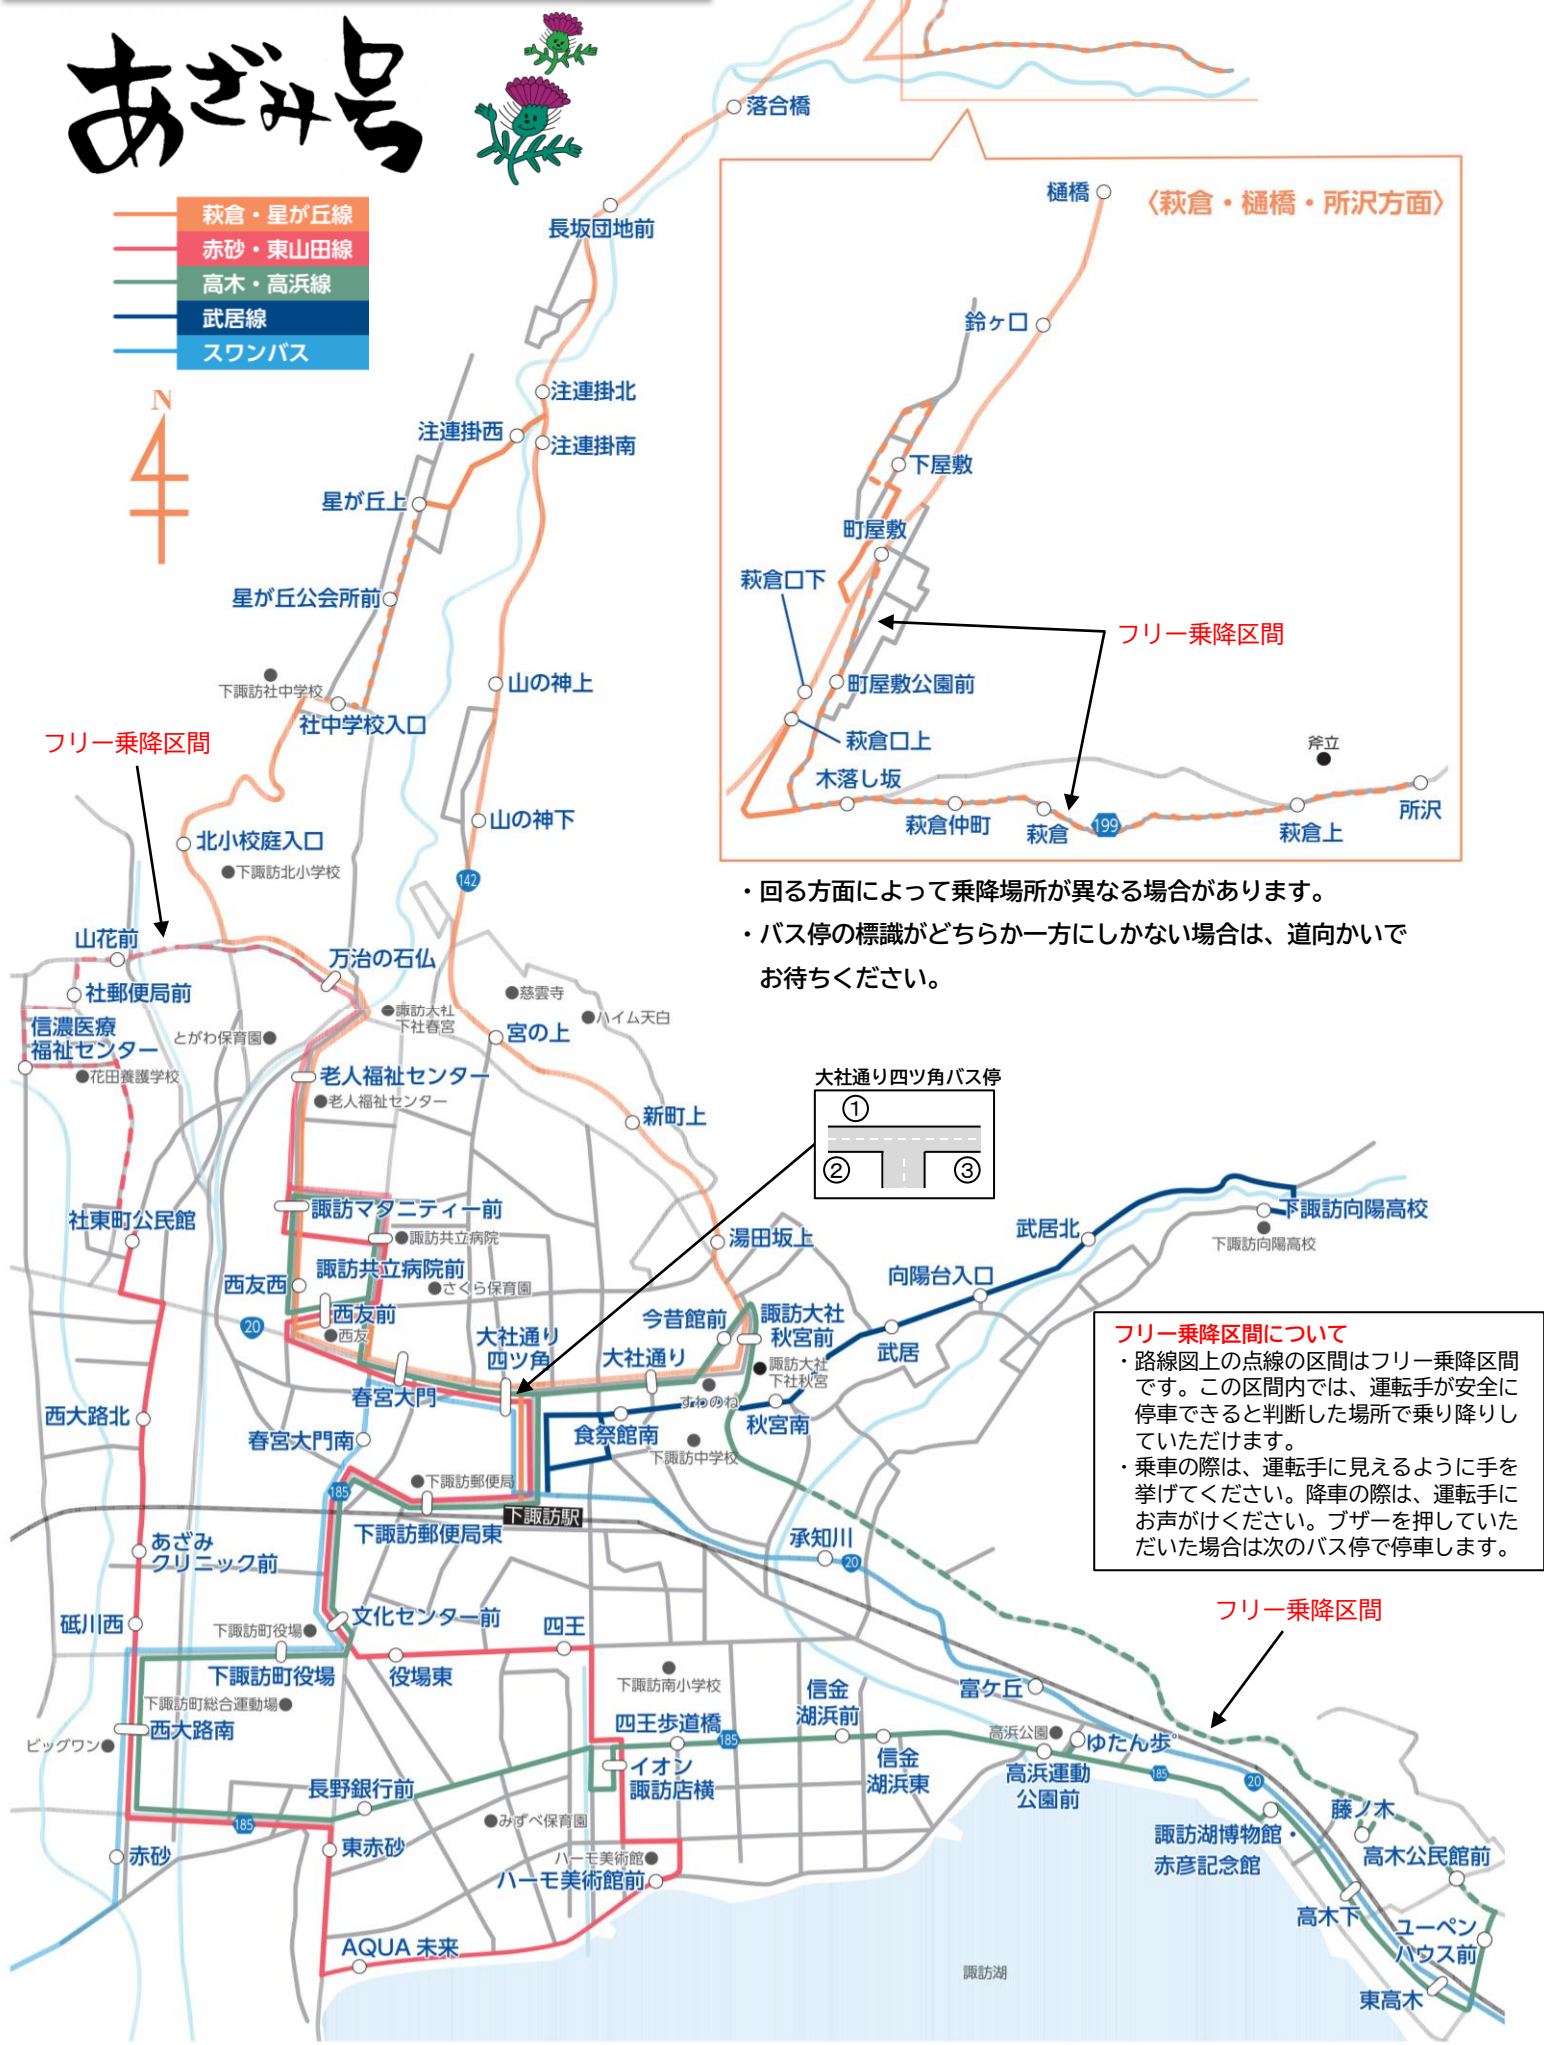 あざみ号
萩倉・星が丘線
赤砂・東山田線
高木・高浜線
武居線
スワンバス
N
落合橋
長坂団地前
注連掛北
注連掛西
注連掛南
星が丘上
星が丘公会所前
下諏訪社中学校
社中学校入口
山の神上
フリー乗降区間
山の神下
北小校庭入口
下諏訪北小学校
142
〈萩倉・樋橋・所沢方面〉
樋橋
鈴ヶ口
下屋敷
町屋敷
萩倉口下
フリー乗降区間
町屋敷公園前
萩倉口上
木落し坂
斧立
萩倉仲町
萩倉
199
萩倉上
所沢
・回る方面によって乗降場所が異なる場合があります。
・バス停の標識がどちらか一方にしかない場合は、道向かいで
お待ちください。
山花前
万治の石仏
社郵便局前
信濃医療
福祉センター
とがわ保育園
花田養護学校
諏訪大社
下社春宮
慈雲寺
ハイム天白
宮の上
老人福祉センター
老人福祉センター
新町上
大社通り四ツ角バス停
①
②
③
社東町公民館
諏訪マタニティー前
諏訪共立病院
諏訪共立病院前
西友西
さくら保育園
西友前
西友
20
湯田坂上
武居北
下諏訪向陽高校
下諏訪向陽高校
向陽台入口
今昔館前
諏訪大社
秋宮前
武居
大社通り
四ツ角
大社通り
諏訪大社
下社秋宮
すわのね
春宮大門
西大路北
春宮大門南
食祭館南
秋宮南
下諏訪中学校
フリー乗降区間について
・路線図上の点線の区間はフリー乗降区間
です。この区間内では、運転手が安全に
停車できると判断した場所で乗り降りし
ていただけます。
・乗車の際は、運転手に見えるように手を
挙げてください。降車の際は、運転手に
お声がけください。ブザーを押していた
だいた場合は次のバス停で停車します。
下諏訪郵便局
185
下諏訪駅
下諏訪郵便局東
あざみ
クリニック前
承知川
20
フリー乗降区間
砥川西
下諏訪町役場
文化センター前
四王
下諏訪町役場
役場東
下諏訪南小学校
富ケ丘
信金
湖浜前
下諏訪町総合運動場
西大路南
ビッグワン
四王歩道橋
185
イオン
諏訪店横
信金
湖浜東
高浜公園
ゆたん歩°
高浜運動
公園前
185
20
長野銀行前
185
みずべ保育園
藤ノ木
諏訪湖博物館・
赤彦記念館
高木公民館前
赤砂
東赤砂
ハーモ美術館
ハーモ美術館前
高木下
ユーペン
ハウス前
AQUA 未来
諏訪湖
東高木